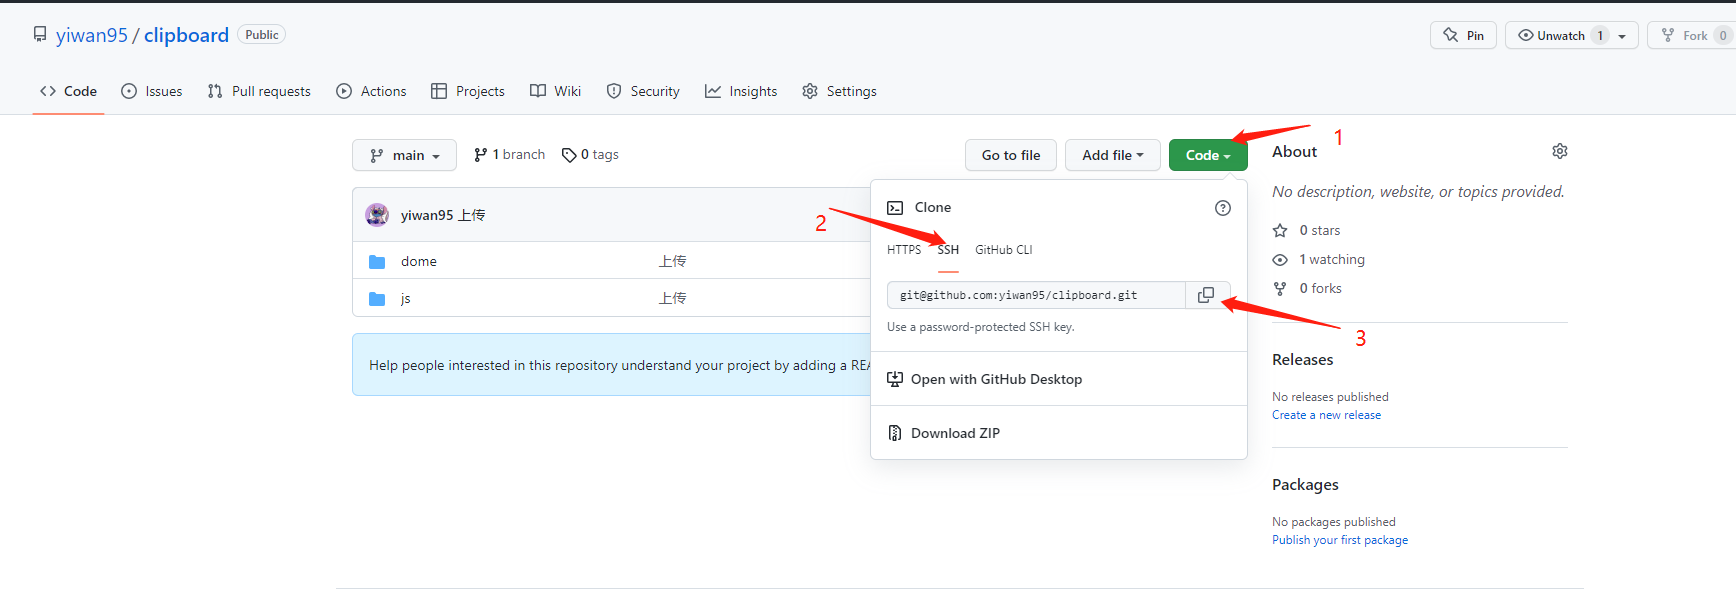 yiwan95 / clipboard Public
Pin
Unwatch 1
Fork 0
Code
Issues
Pull requests
Actions
Projects
Wiki
Security
Insights
Settings
main
1 branch
0 tags
Go to file
Add file
Code
1
About
No description, website, or topics provided.
yiwan95 上传
2
Clone
HTTPS
SSH
GitHub CLI
0 stars
dome
上传
1 watching
js
上传
git@github.com:yiwan95/clipboard.git
0 forks
Use a password-protected SSH key.
3
Help people interested in this repository understand your project by adding a REA
Open with GitHub Desktop
Download ZIP
Releases
No releases published
Create a new release
Packages
No packages published
Publish your first package